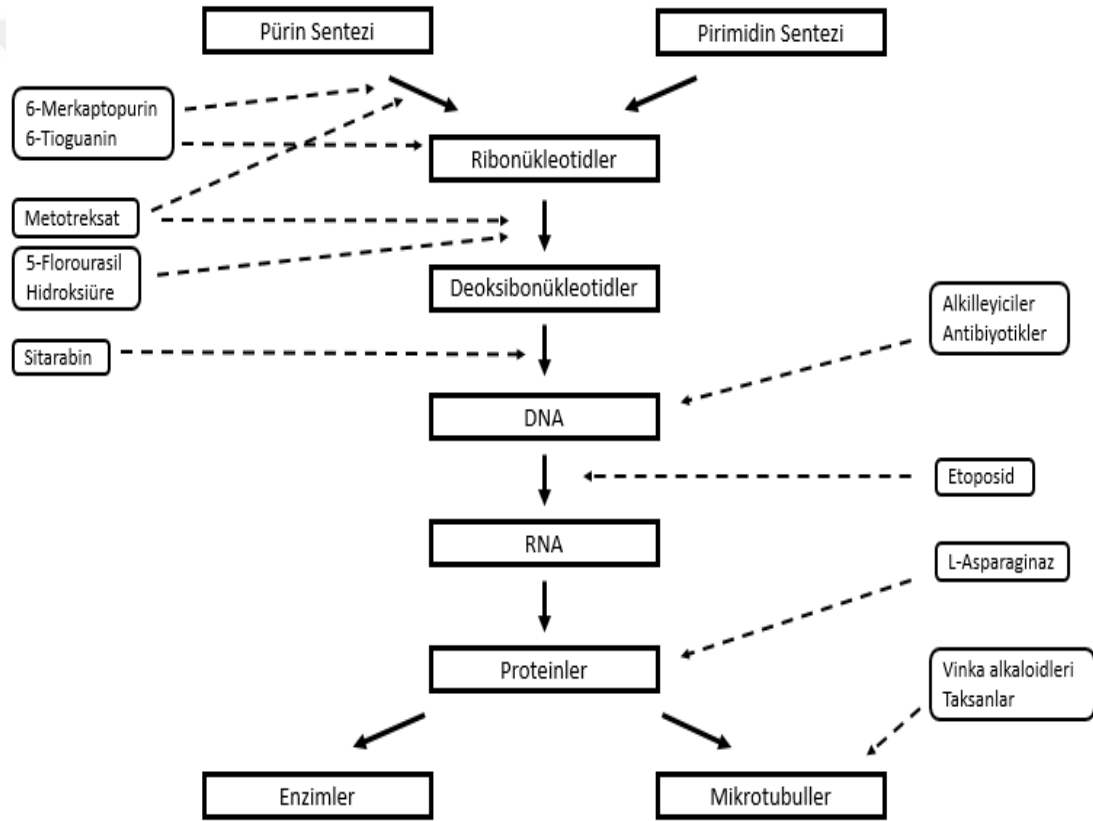 Pürin Sentezi
Pirimidin Sentezi
6-Merkaptopurin
6-Tioguanin
Ribonükleotidler
Metotreksat
5-Florourasil
Hidroksiüre
Deoksibonükleotidler
Alkilleyiciler
Antibiyotikler
Sitarabin
DNA
Etoposid
RNA
L-Asparaginaz
Proteinler
Vinka alkaloidleri
Taksanlar
Enzimler
Mikrotubuller